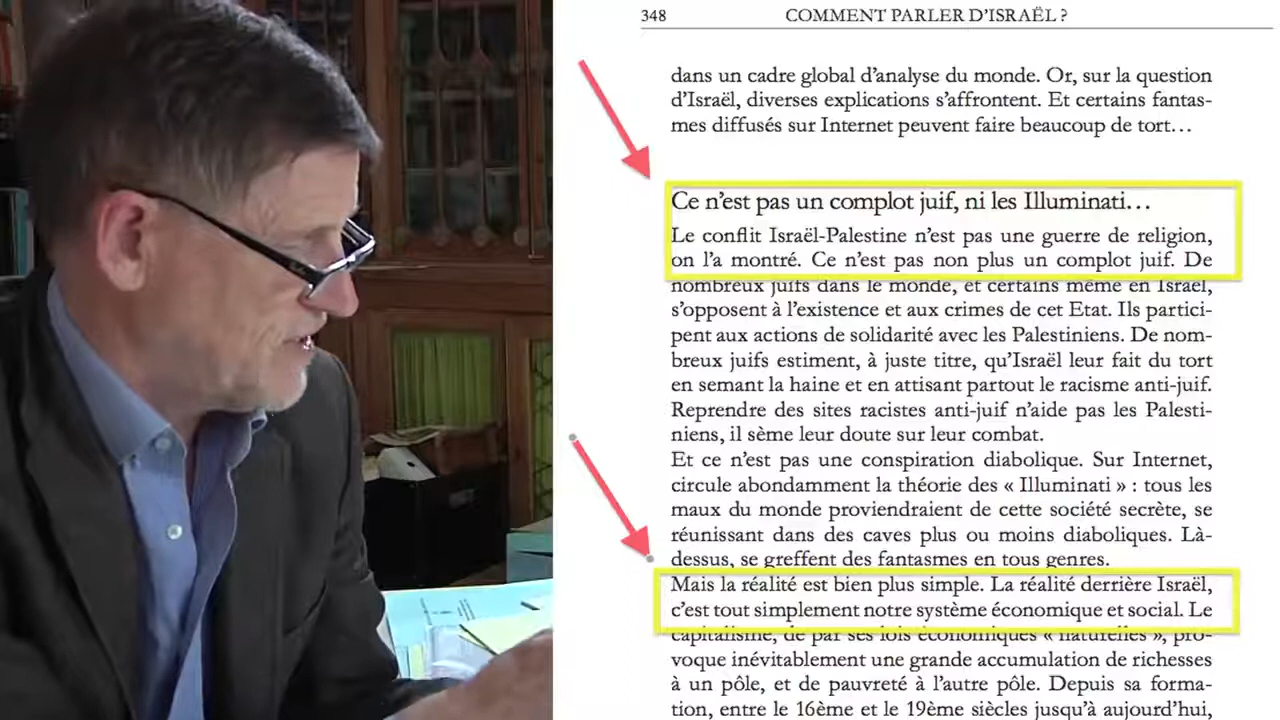 348 COMMENT PARLER D'ISRAËL ?
dans un cadre global d'analyse du monde. Or, sur la question
d'Israël, diverses explications s'affrontent. Et certains fantas-
mes diffusés sur Internet peuvent faire beaucoup de tort…
Ce n'est pas un complot juif, ni les Illuminati…
Le conflit Israël-Palestine n'est pas une guerre de religion,
on l'a montré. Ce n'est pas non plus un complot juif. De
nombreux juifs dans le monde, et certains même en Israël,
s'opposent à l'existence et aux crimes de cet Etat. Ils partici-
pent aux actions de solidarité avec les Palestiniens. De nom-
breux juifs estiment, à juste titre, qu'Israël leur fait du tort
en semant la haine et en attisant partout le racisme anti-juif.
Reprendre des sites racistes anti-juif n'aide pas les Palesti-
niens, il sème leur doute sur leur combat.
Et ce n'est pas une conspiration diabolique. Sur Internet,
circule abondamment la théorie des « Illuminati » : tous les
maux du monde proviendraient de cette société secrète, se
réunissant dans des caves plus ou moins diaboliques. Là-
dessus, se greffent des fantasmes en tous genres.
Mais la réalité est bien plus simple. La réalité derrière Israël,
c'est tout simplement notre système économique et social. Le
capitalisme, de par ses lois économiques « naturelles », pro-
voque inévitablement une grande accumulation de richesses
à un pôle, et de pauvreté à l'autre pôle. Depuis sa forma-
tion, entre le 16ème et le 19ème siècles jusqu'à aujourd'hui,